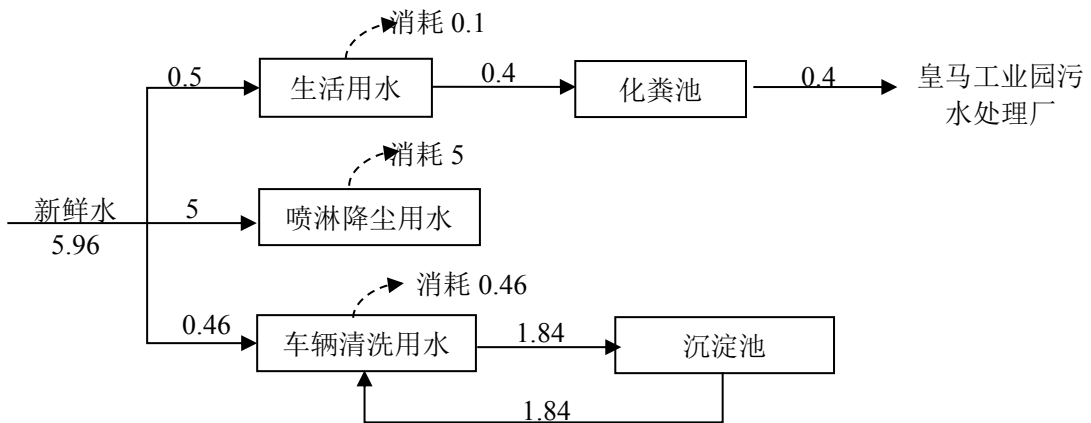 消耗 0.1
0.5
生活用水
0.4
化粪池
0.4
皇马工业园污
水处理厂
消耗 5
新鲜水
5.96
5
喷淋降尘用水
消耗 0.46
0.46
车辆清洗用水
1.84
沉淀池
1.84